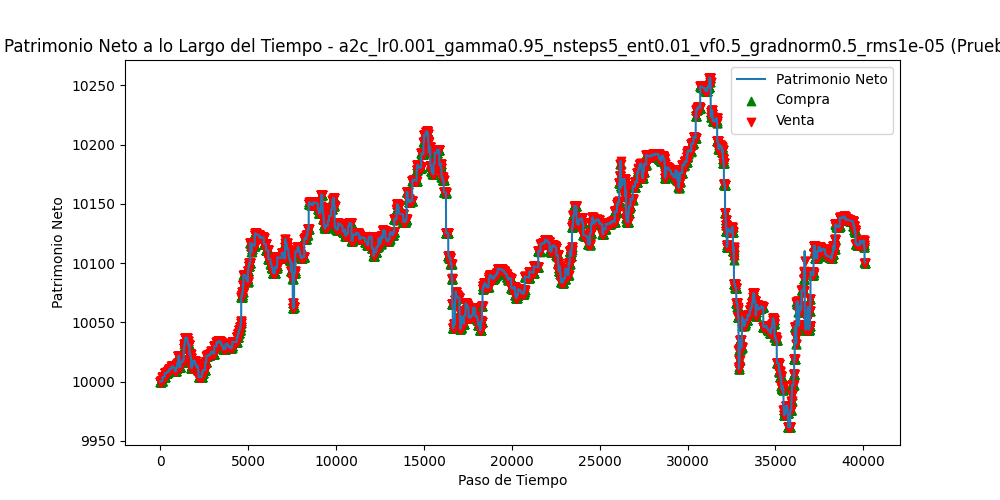 Patrimonio Neto a lo Largo del Tiempo - a2c_lr0.001_gamma0.95_nsteps5_ent0.01_vf0.5_gradnorm0.5_rms1e-05 (Prueb
Patrimonio Neto
Compra
Venta
10250
10200
10150
10100
10050
10000
9950
Patrimonio Neto
0 5000 10000 15000 20000 25000 30000 35000 40000
Paso de Tiempo